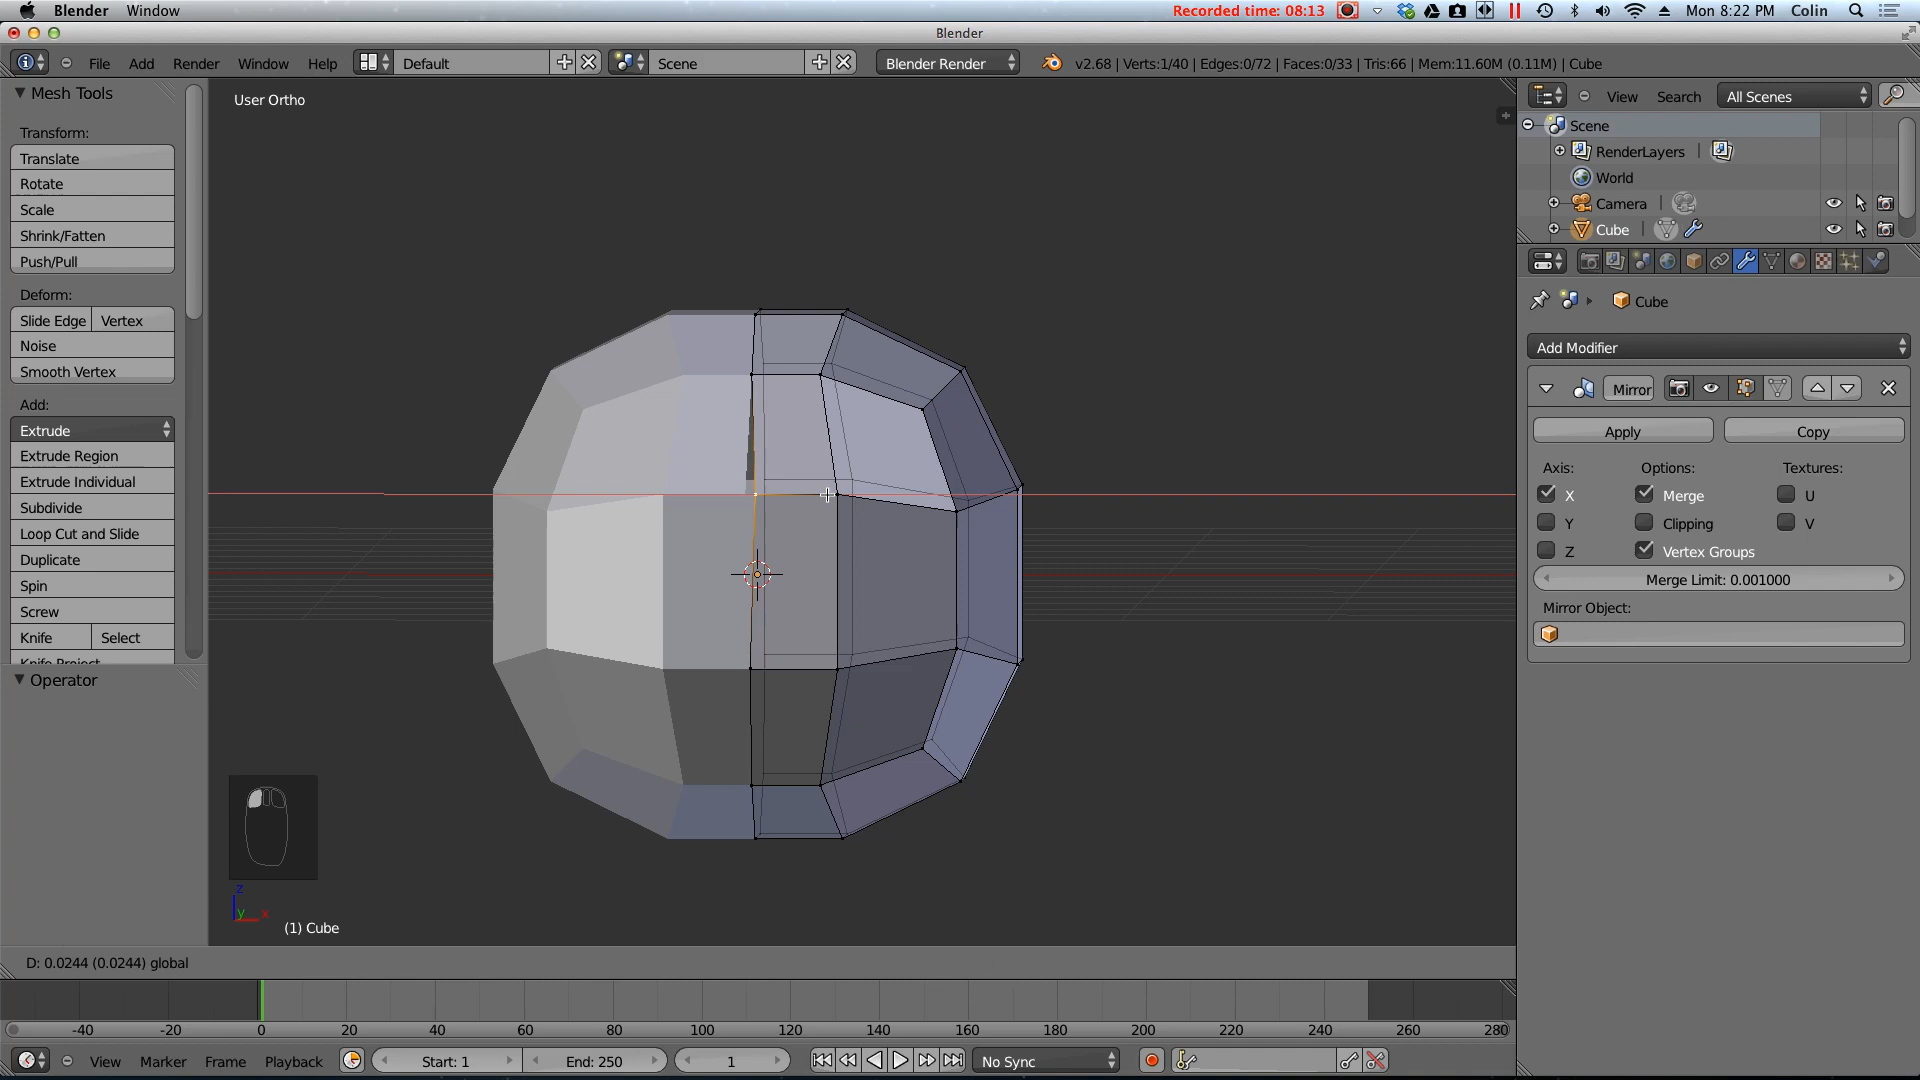 Blender Window
Recorded time: 08:13
Mon 8:22 PM Colin
Blender
File Add Render Window Help
Default
Scene
Blender Render
v2.68 | Verts:1/40 | Edges:0/72 | Faces:0/33 | Tris:66 | Mem:11.60M (0.11M) | Cube
Mesh Tools
Transform:
Translate
Rotate
Scale
Shrink/Fatten
Push/Pull
Deform:
Slide Edge Vertex
Noise
Smooth Vertex
Add:
Extrude
Extrude Region
Extrude Individual
Subdivide
Loop Cut and Slide
Duplicate
Spin
Screw
Knife Select
Knife Project
Operator
User Ortho
z
y x
(1) Cube
D: 0.0244 (0.0244) global
View Search All Scenes
Scene
RenderLayers |
World
Camera |
Cube |
Cube
Add Modifier
Mirror
Apply Copy
Axis: Options: Textures:
X Merge U
Y Clipping V
Z Vertex Groups
Merge Limit: 0.001000
Mirror Object:
-40 -20 0 20 40 60 80 100 120 140 160 180 200 220 240 260 280
View Marker Frame Playback
Start: 1 End: 250 1
No Sync